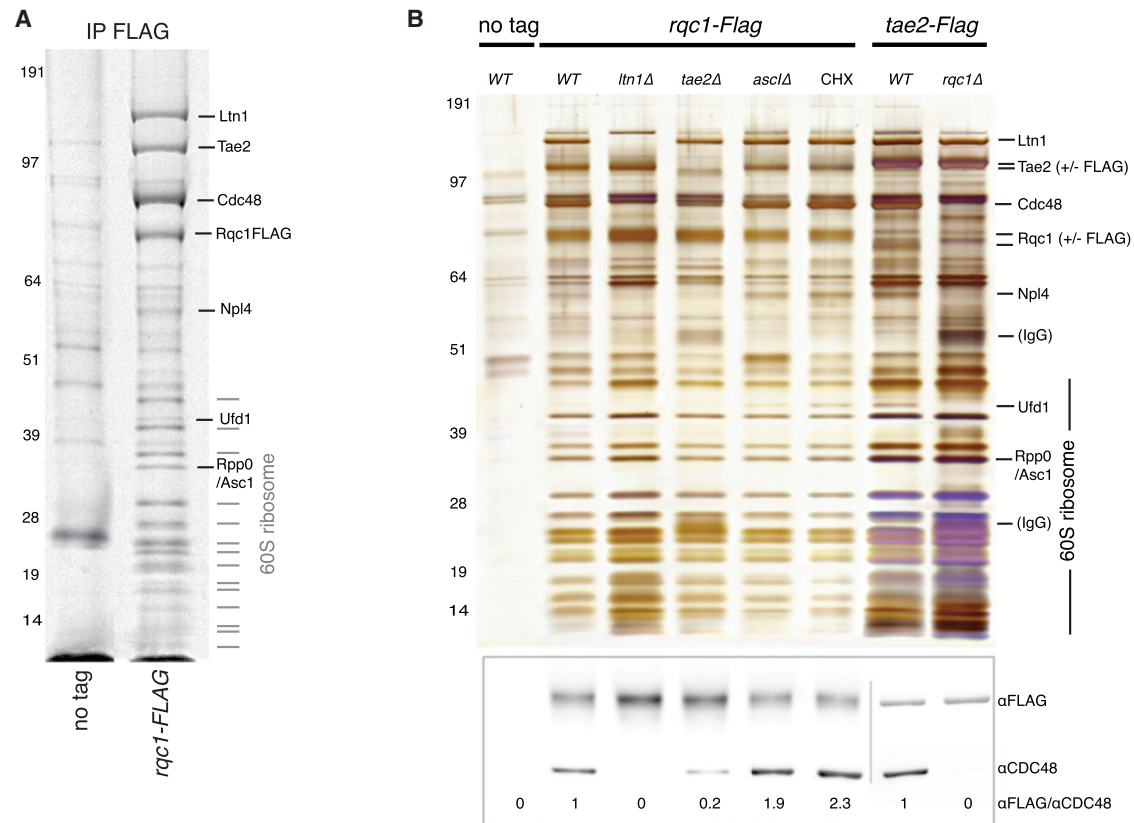 A
IP FLAG
191
97
64
51
39
28
19
14
Ltn1
Tae2
Cdc48
Rqc1FLAG
Npl4
Ufd1
Rpp0
/Asc1
60S ribosome
no tag
rqc1-FLAG
B
no tag rqc1-Flag tae2-Flag
WT WT ltn1Δ tae2Δ asclΔ CHX WT rqc1Δ
191
97
64
51
39
28
19
14
Ltn1
Tae2 (+/- FLAG)
Cdc48
Rqc1 (+/- FLAG)
Npl4
(IgG)
Ufd1
Rpp0
/Asc1
(IgG)
60S ribosome
αFLAG
αCDC48
0 1 0 0.2 1.9 2.3 1 0 αFLAG/αCDC48